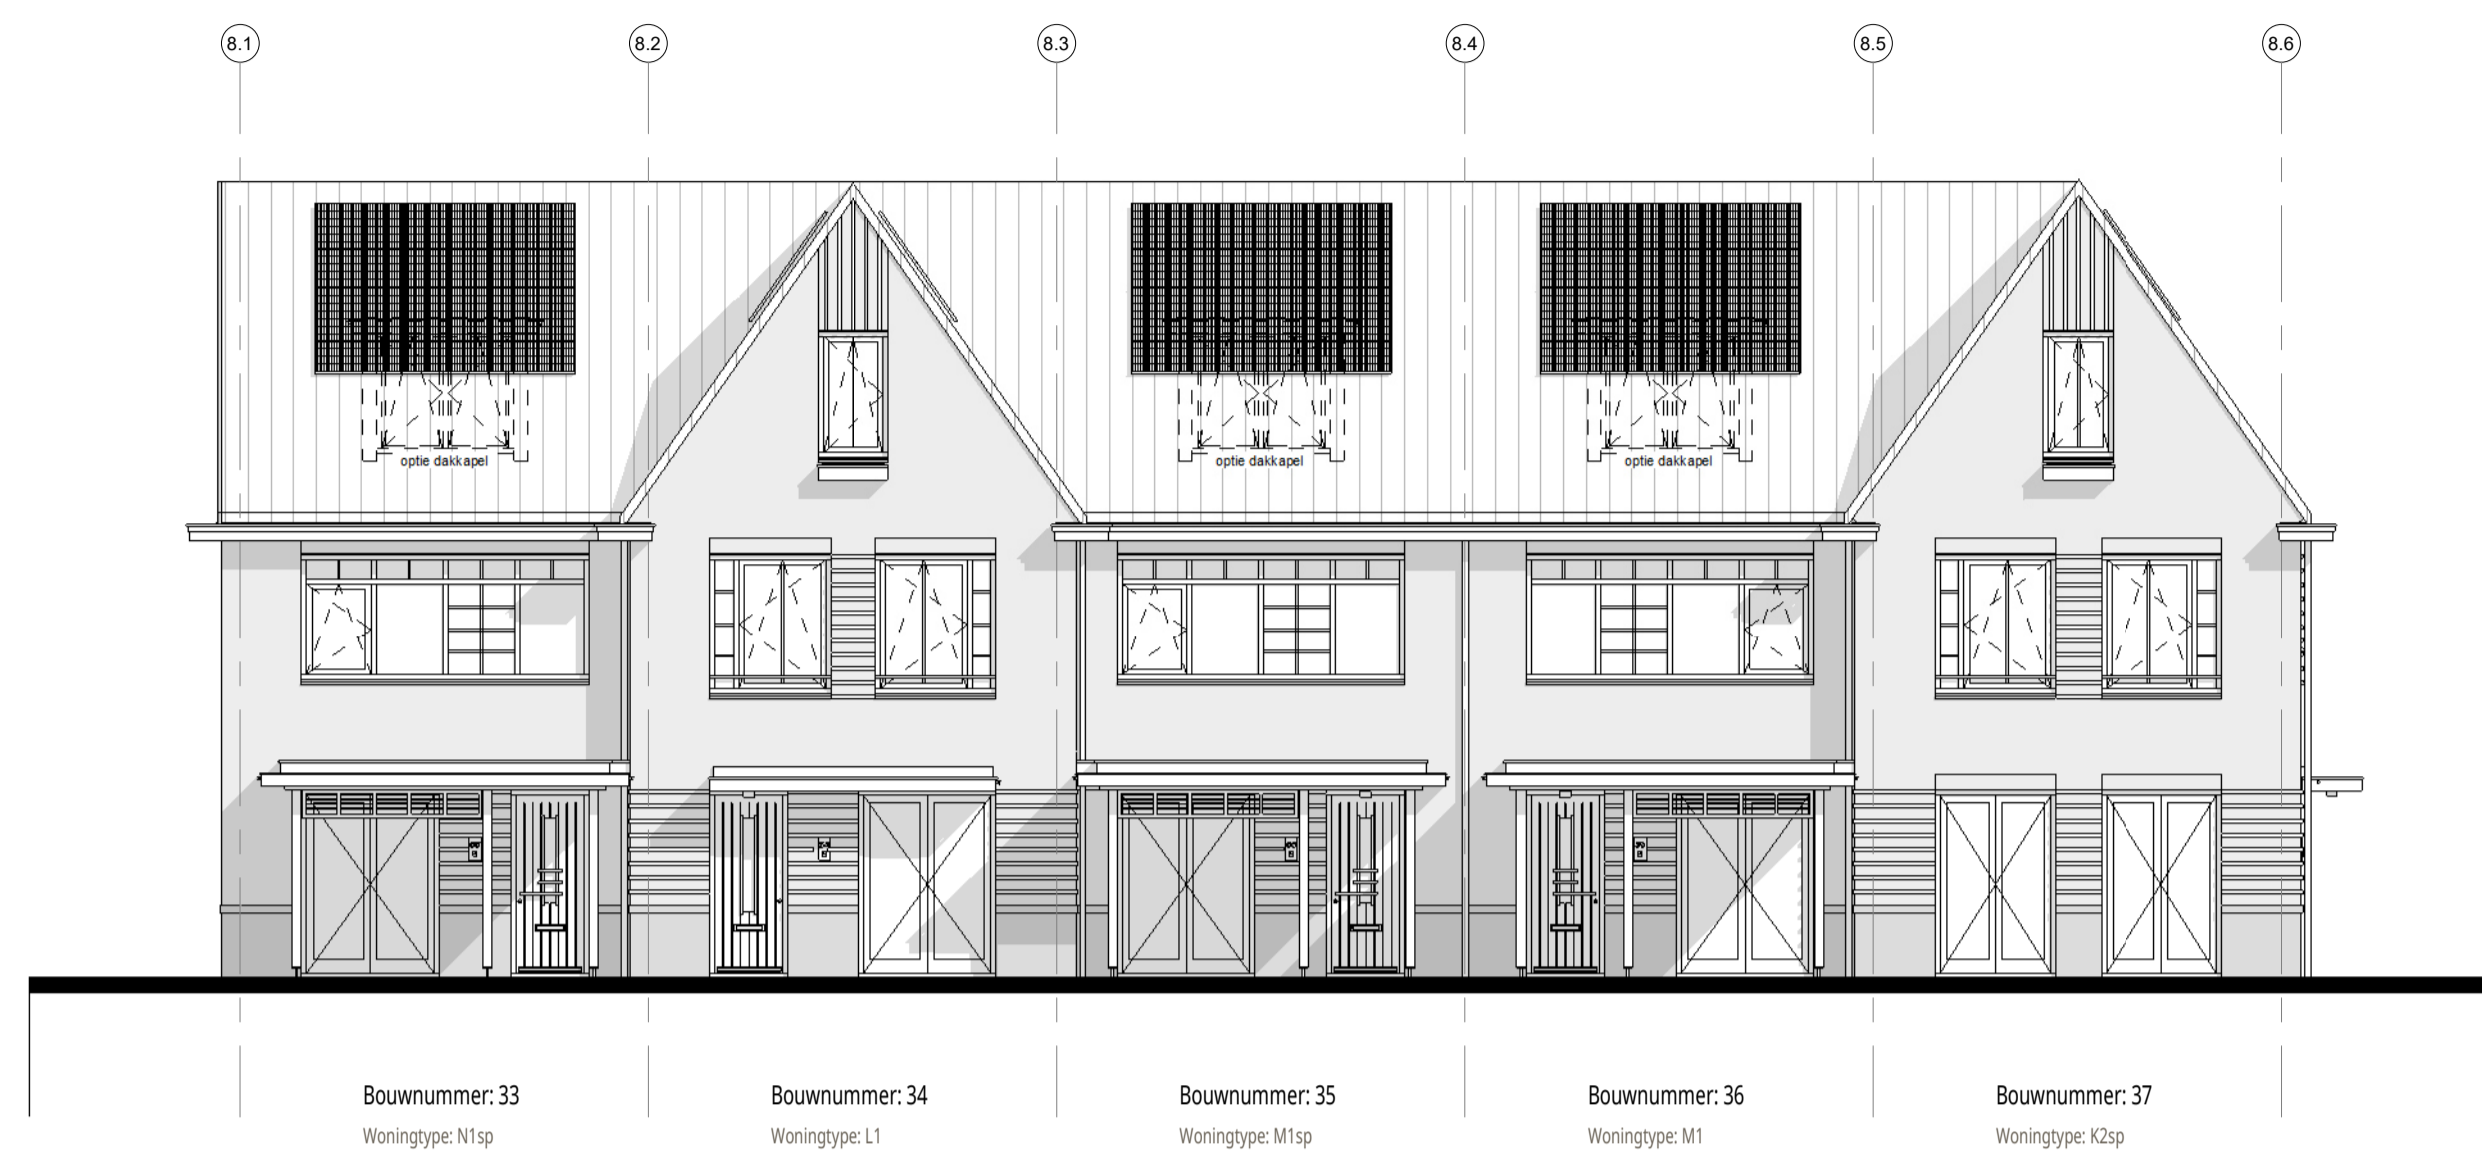 8.1 8.2 8.3 8.4 8.5 8.6
optie dakkapel optie dakkapel optie dakkapel
Bouwnummer: 33 Bouwnummer: 34 Bouwnummer: 35 Bouwnummer: 36 Bouwnummer: 37
Woningtype: N1sp Woningtype: L1 Woningtype: M1sp Woningtype: M1 Woningtype: K2sp